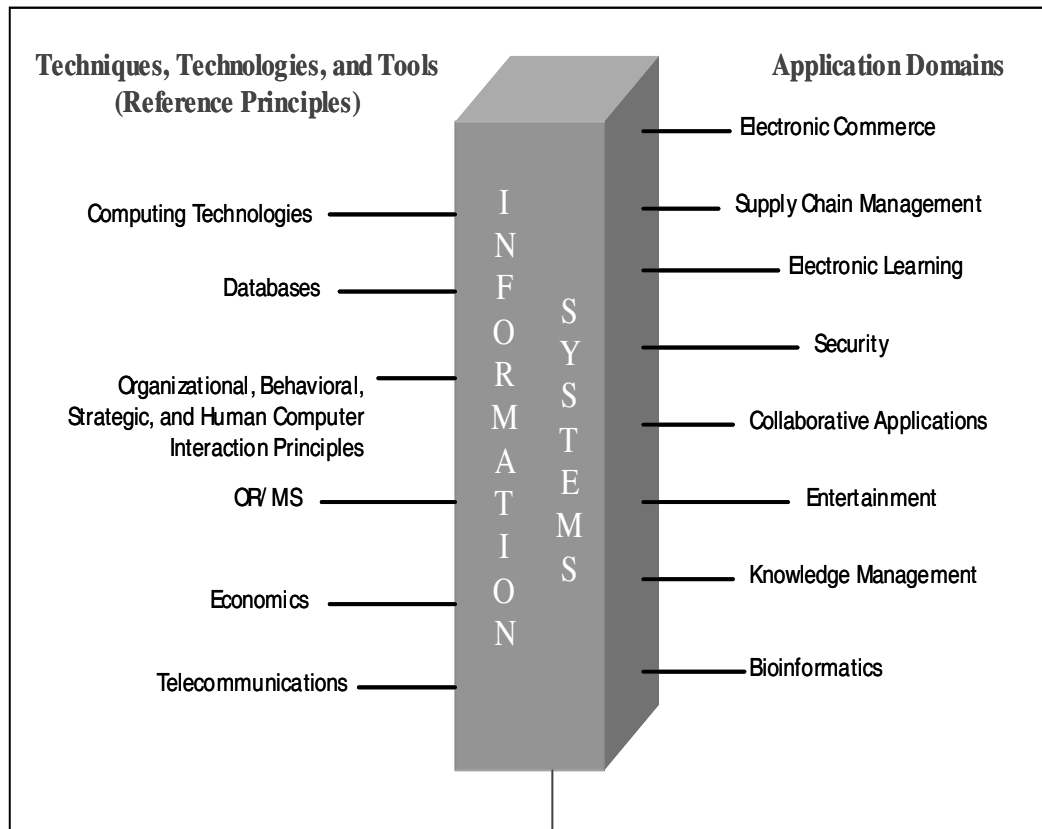 Techniques, Technologies, and Tools
(Reference Principles)
Computing Technologies
Databases
Organizational, Behavioral,
Strategic, and Human Computer
Interaction Principles
OR/ MS
Economics
Telecommunications
INFORMATION
SYSTEMS
Application Domains
Electronic Commerce
Supply Chain Management
Electronic Learning
Security
Collaborative Applications
Entertainment
Knowledge Management
Bioinformatics